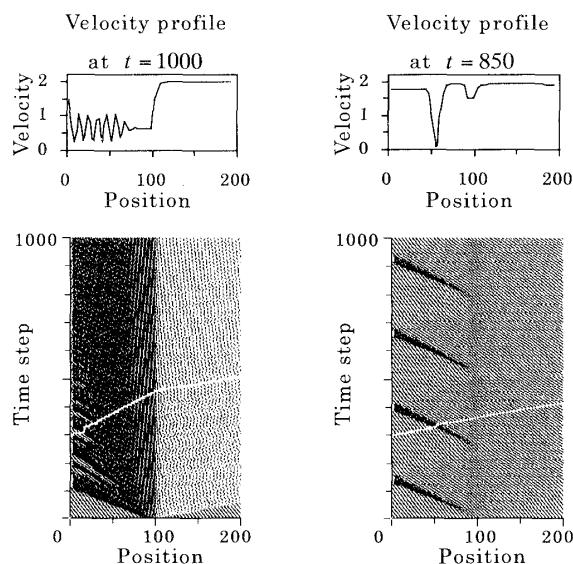 Velocity profile
at t = 1000
Velocity
2
1
0
0
100
200
Position
Velocity profile
at t = 850
Velocity
2
1
0
0
100
200
Position
1000
Time step
0
100
200
Position
1000
Time step
0
100
200
Position